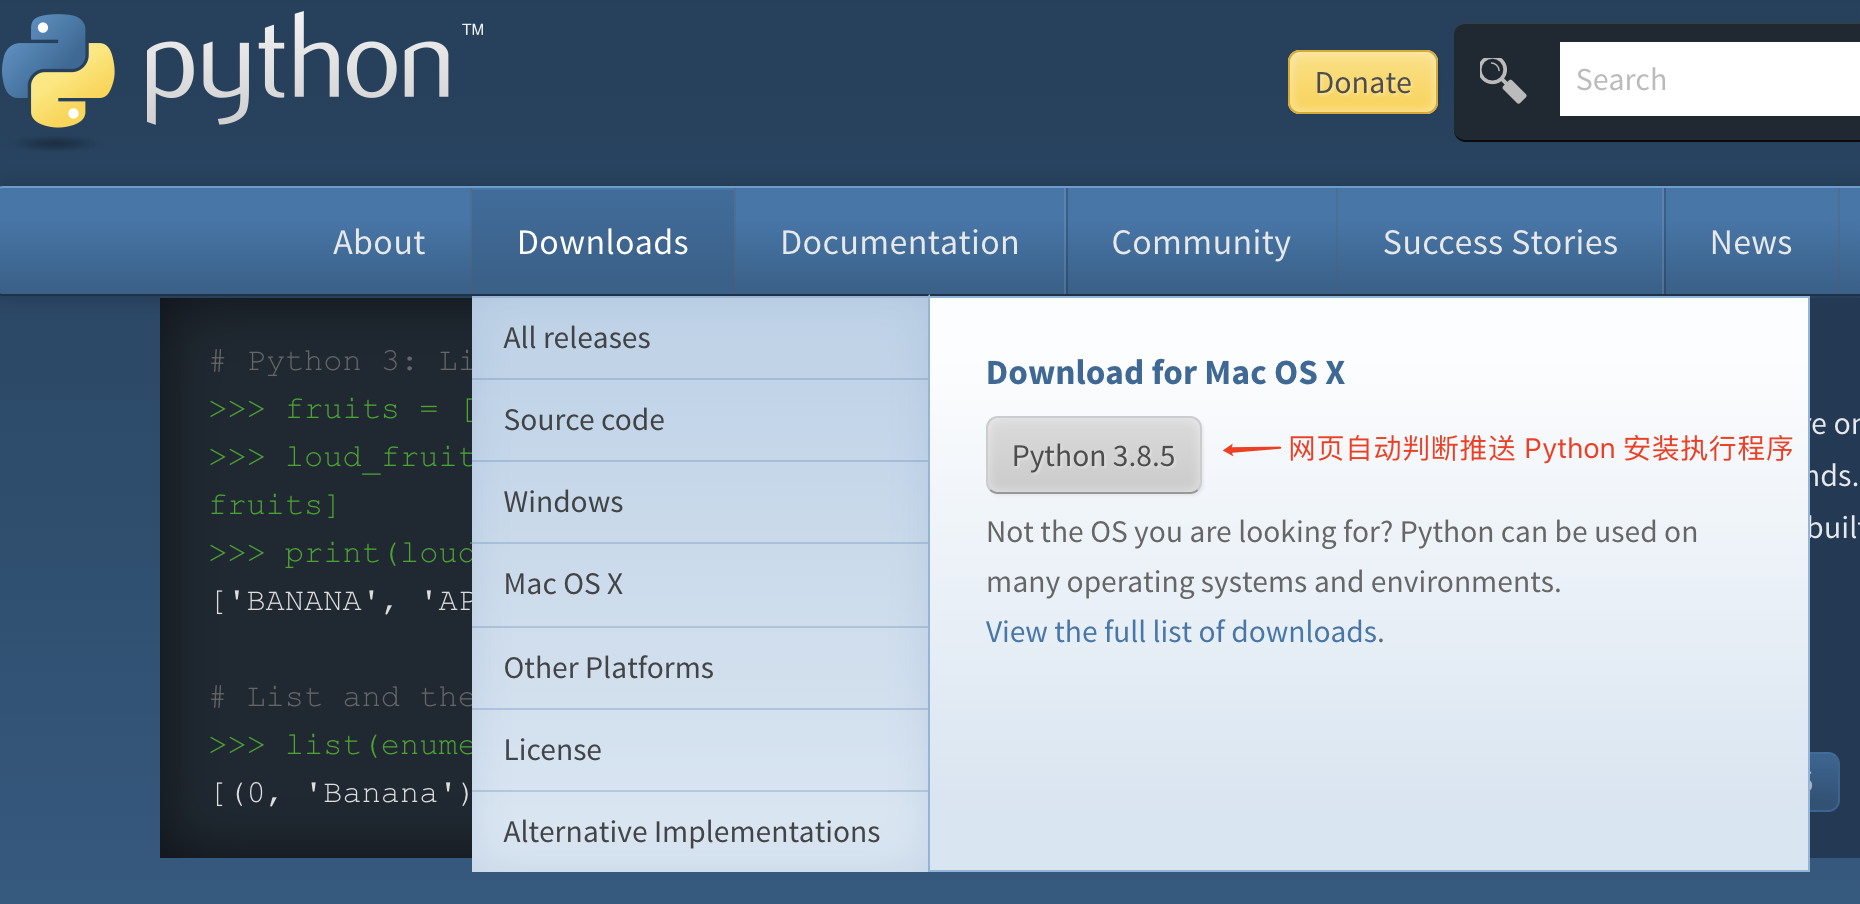 python™
Donate
Search
About
Downloads
Documentation
Community
Success Stories
News
# Python 3: Li
>>> fruits = [
>>> loud_fruit
fruits]
>>> print(loud
['BANANA', 'AP
# List and the
>>> list(enume
[(0, 'Banana')
All releases
Source code
Windows
Mac OS X
Other Platforms
License
Alternative Implementations
Download for Mac OS X
Python 3.8.5
网页自动判断推送 Python 安装执行程序
Not the OS you are looking for? Python can be used on
many operating systems and environments.
View the full list of downloads.